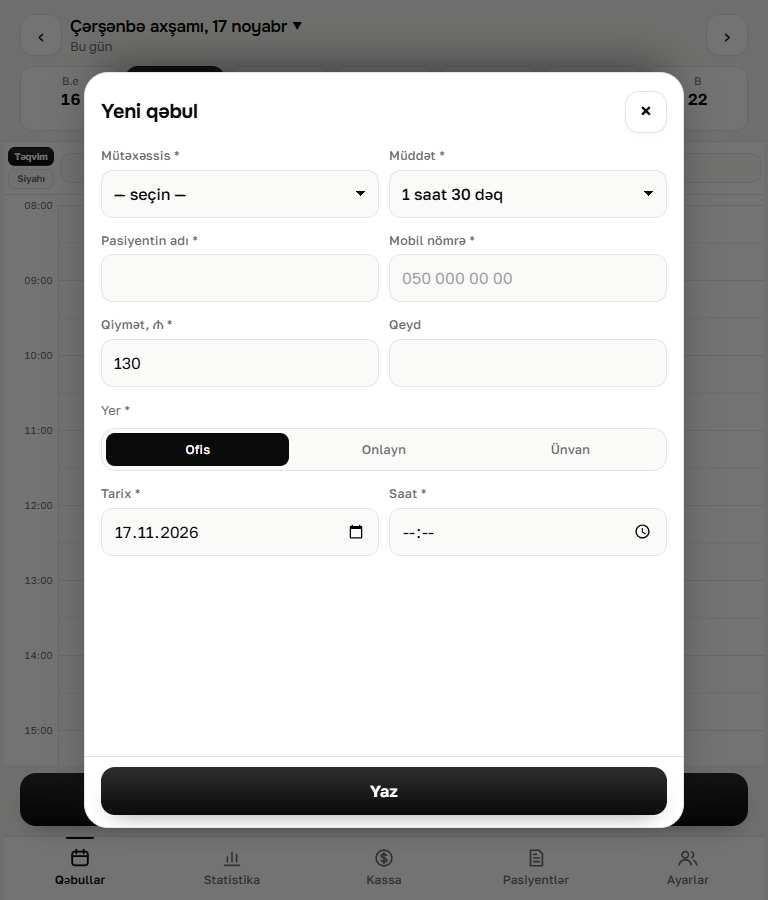 Çərşənbə axşamı, 17 noyabr
Bu gün
B.e
B
16
22
Təqvim
Siyahı
Yeni qəbul
Mütəxəssis *
Müddət *
— seçin —
1 saat 30 dəq
Pasiyentin adı *
Mobil nömrə *
050 000 00 00
Qiymət, ₼ *
Qeyd
130
Yer *
Ofis
Onlayn
Ünvan
Tarix *
Saat *
17.11.2026
--:--
Yaz
08:00
09:00
10:00
11:00
12:00
13:00
14:00
15:00
Qəbullar
Statistika
Kassa
Pasiyentlər
Ayarlar